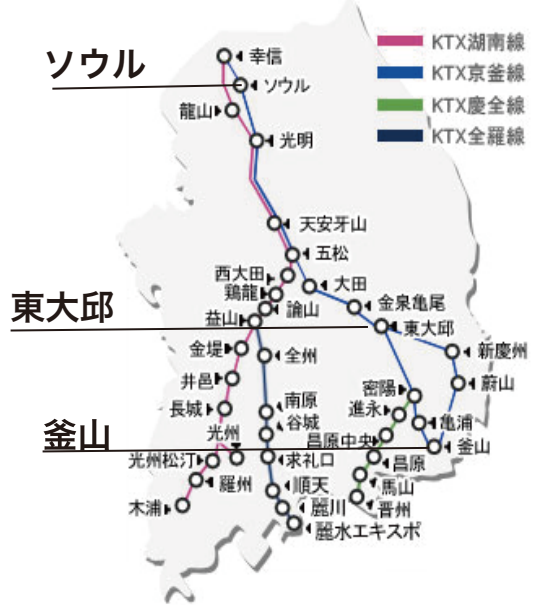 ソウル
東大邱
釜山
KTX湖南線
KTX京釜線
KTX慶全線
KTX全羅線
幸信
ソウル
龍山
光明
天安牙山
五松
西大田
鶏龍
論山
益山
大田
金泉亀尾
東大邱
新慶州
蔚山
金堤
全州
井邑
密陽
長城
南原
進永
谷城
亀浦
光州
昌原中央
釜山
光州松汀
求礼口
昌原
羅州
順天
馬山
木浦
麗川
晋州
麗水エキスポ